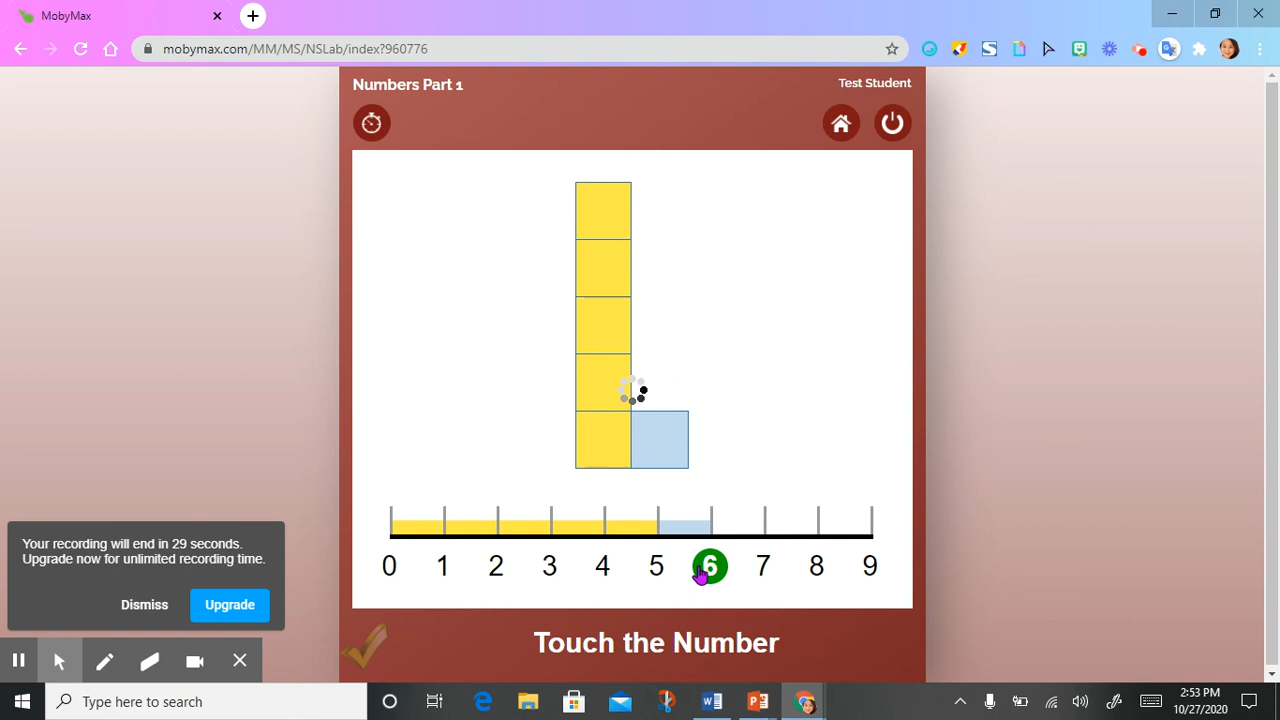 MobyMax
mobymax.com/MM/MS/NSLab/index?960776
Numbers Part 1
Test Student
0 1 2 3 4 5 6 7 8 9
Touch the Number
Your recording will end in 29 seconds.
Upgrade now for unlimited recording time.
Dismiss
Upgrade
Type here to search
2:53 PM
10/27/2020